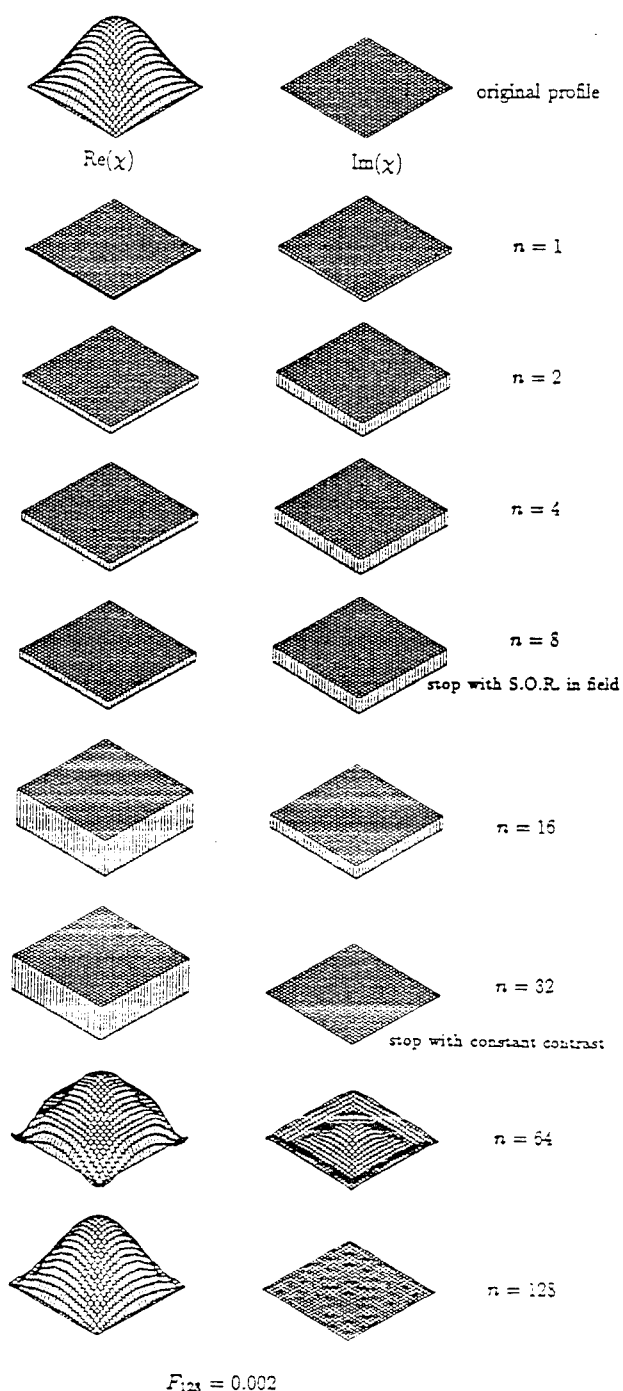 original profile
Re(χ) Im(χ)
n = 1
n = 2
n = 4
n = 8
stop with S.O.R. in field
n = 16
n = 32
stop with constant contrast
n = 64
n = 128
F₁₂₈ = 0.002